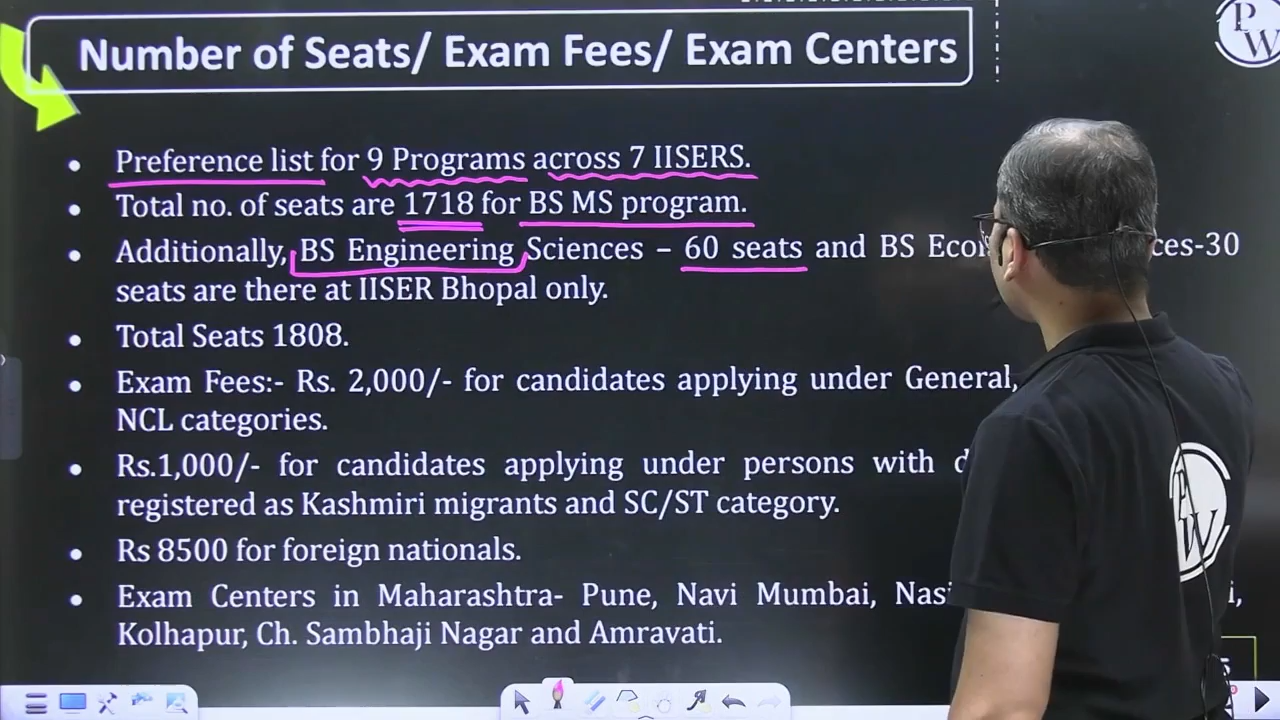 Number of Seats/ Exam Fees/ Exam Centers
PW
• Preference list for 9 Programs across 7 IISERS.
• Total no. of seats are 1718 for BS MS program.
• Additionally, BS Engineering Sciences – 60 seats and BS -30
seats are there at IISER Bhopal only.
• Total Seats 1808.
• Exam Fees:- Rs. 2,000/- for candidates applying under General,
NCL categories.
• Rs.1,000/- for candidates applying under persons with
registered as Kashmiri migrants and SC/ST category.
• Rs 8500 for foreign nationals.
• Exam Centers in Maharashtra- Pune, Navi Mumbai,
Kolhapur, Ch. Sambhaji Nagar and Amravati.
PW